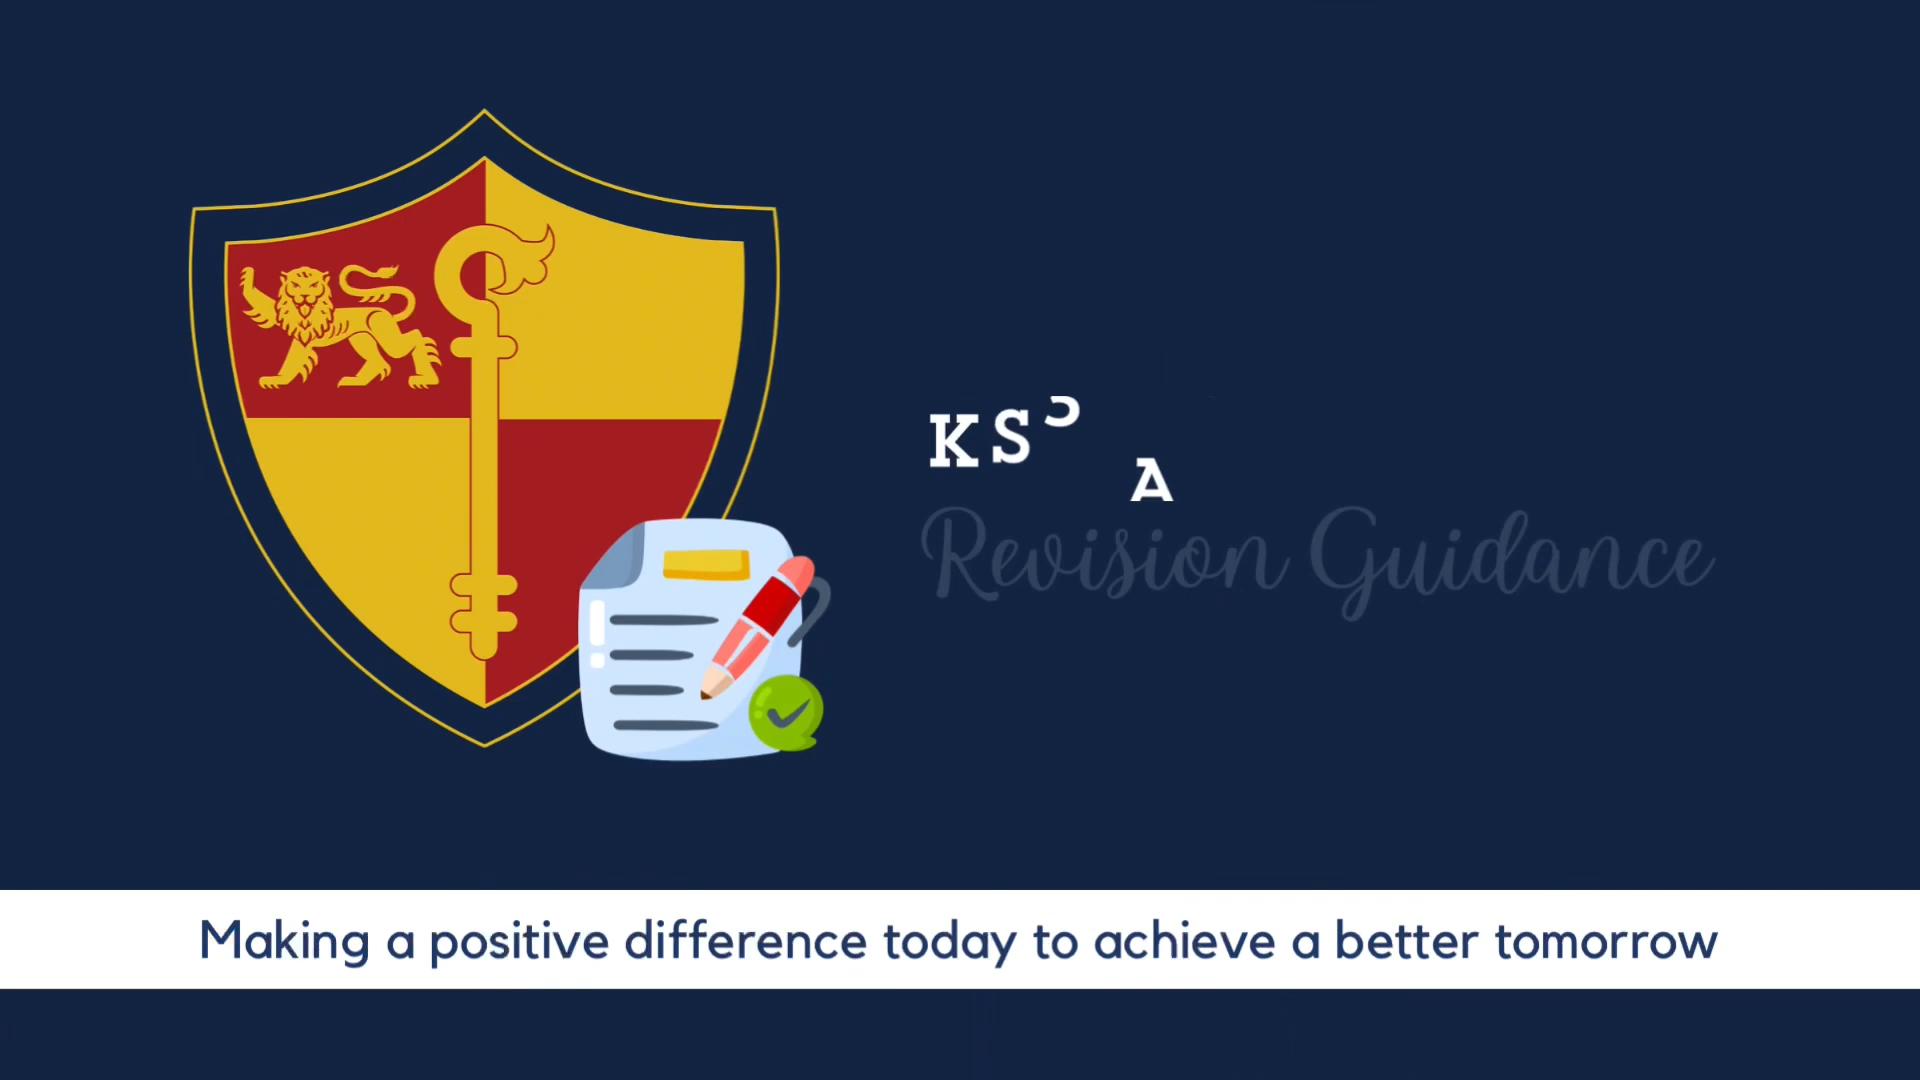 KS A
Revision Guidance
Making a positive difference today to achieve a better tomorrow